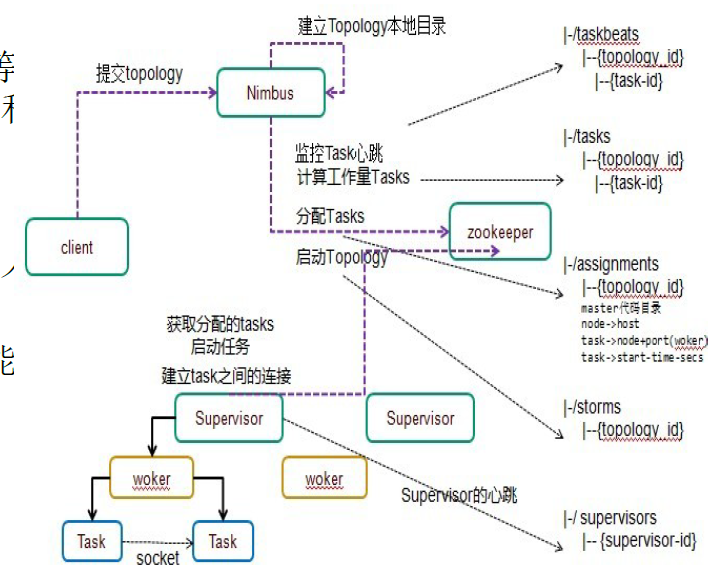 建立Topology本地目录
提交topology
Nimbus
监控Task心跳
计算工作量Tasks
分配Tasks
启动Topology
client
zookeeper
获取分配的tasks
启动任务
建立task之间的连接
Supervisor
Supervisor
woker
woker
Task
Task
socket
Supervisor的心跳
|-/taskbeats
|--{topology_id}
|--{task-id}
|-/tasks
|--{topology_id}
|--{task-id}
|-/assignments
|--{topology_id}
master代码目录
node->host
task->node+port(woker)
task->start-time-secs
|-/storms
|--{topology_id}
|-/ supervisors
|-- {supervisor-id}
等
和
能